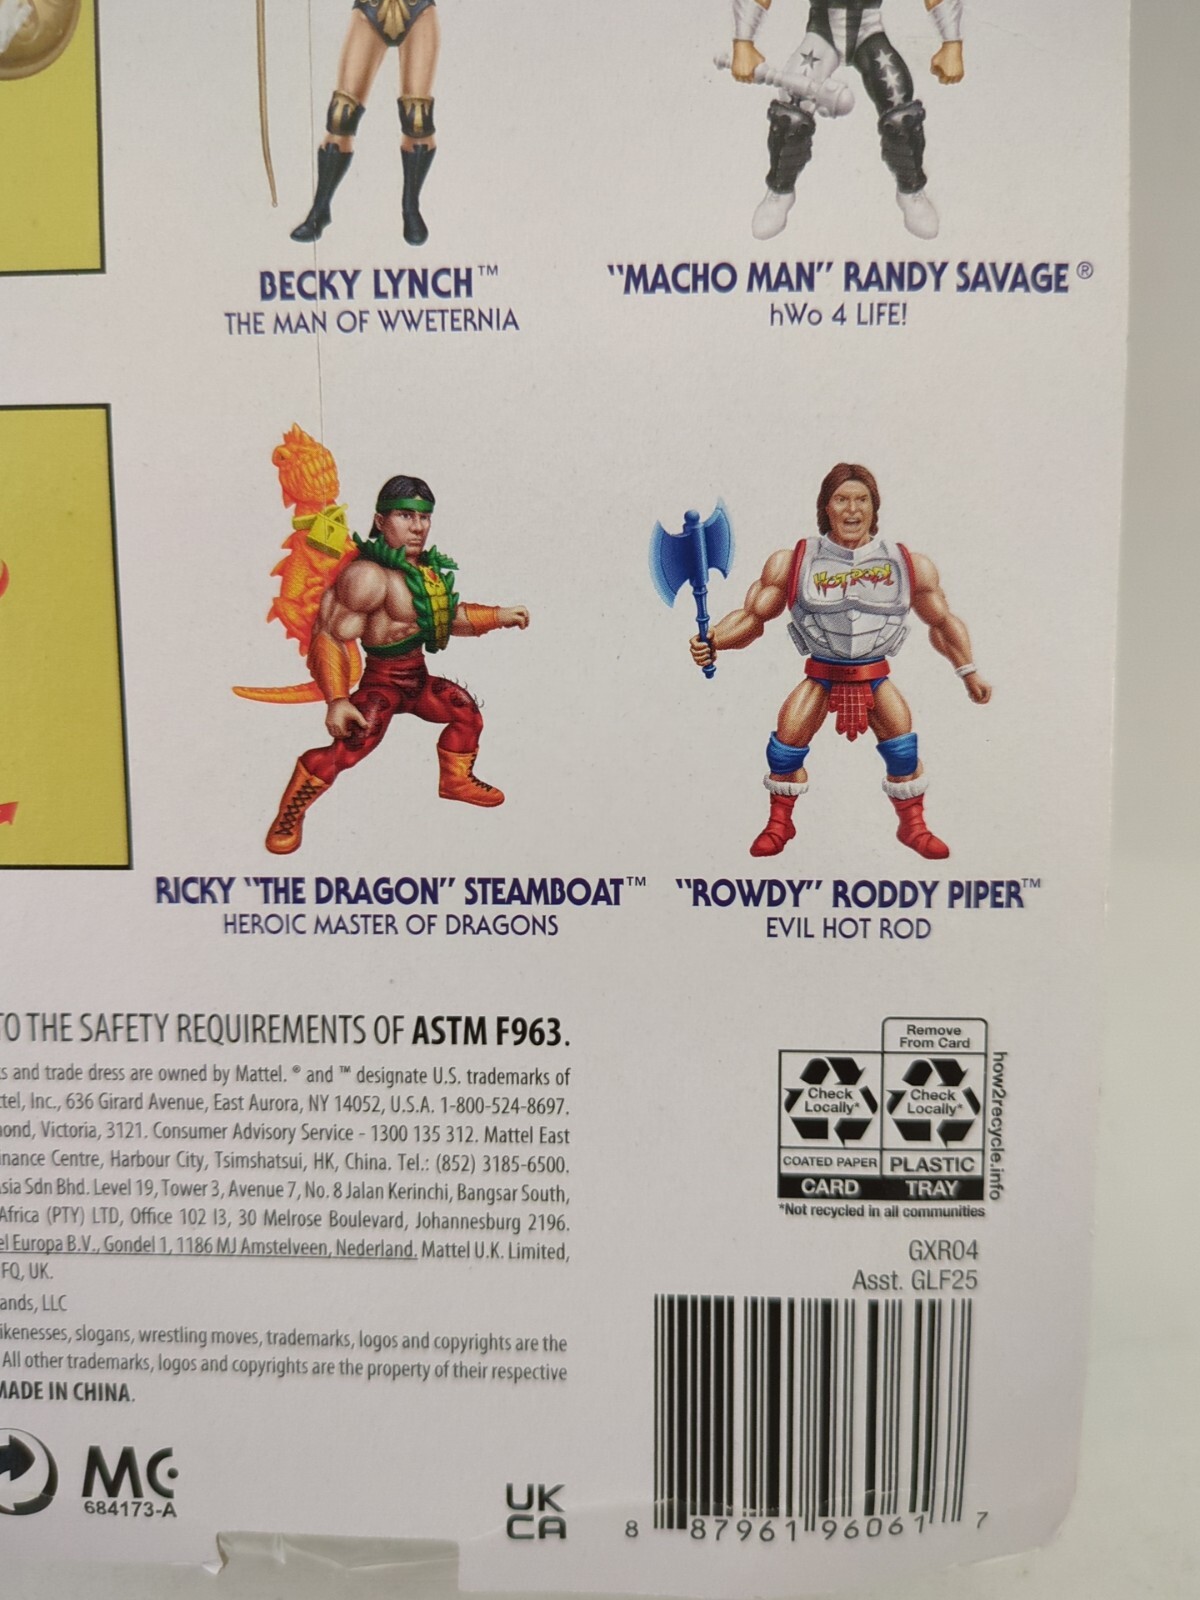 BECKY LYNCH™
THE MAN OF WWETERNIA
"MACHO MAN" RANDY SAVAGE®
hWo 4 LIFE!
HOT ROD
RICKY "THE DRAGON" STEAMBOAT™
HEROIC MASTER OF DRAGONS
"ROWDY" RODDY PIPER™
EVIL HOT ROD
TO THE SAFETY REQUIREMENTS OF ASTM F963.
s and trade dress are owned by Mattel. ® and ™ designate U.S. trademarks of
tel, Inc., 636 Girard Avenue, East Aurora, NY 14052, U.S.A. 1-800-524-8697.
ond, Victoria, 3121. Consumer Advisory Service - 1300 135 312. Mattel East
nance Centre, Harbour City, Tsimshatsui, HK, China. Tel.: (852) 3185-6500.
sia Sdn Bhd. Level 19, Tower 3, Avenue 7, No. 8 Jalan Kerinchi, Bangsar South,
Africa (PTY) LTD, Office 102 I3, 30 Melrose Boulevard, Johannesburg 2196.
el Europa B.V., Gondel 1, 1186 MJ Amstelveen, Nederland. Mattel U.K. Limited,
FQ, UK.
ands, LLC
ikenesses, slogans, wrestling moves, trademarks, logos and copyrights are the
All other trademarks, logos and copyrights are the property of their respective
MADE IN CHINA.
Remove
From Card
Check
Locally*
Check
Locally*
COATED PAPER
PLASTIC
CARD
TRAY
how2recycle.info
*Not recycled in all communities
GXR04
Asst. GLF25
MC
684173-A
UK
CA
8 87961 96061 7